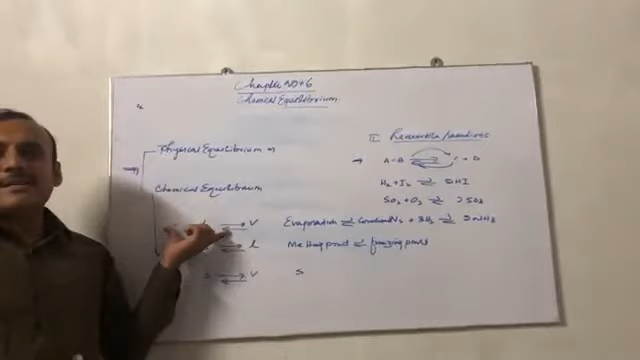 Chapter No 6
Chemical Equilibrium
Physical Equilibrium
Chemical Equilibrium
⇌ V
Evaporation ⇌
⇌ l
Melting point ⇌ freezing point
⇌ V
S
II Reversible Reactions
→ A + B ⇌ C + D
H₂ + I₂ ⇌ 2HI
SO₂ + O₂ ⇌ 2SO₃
N₂ + 3H₂ ⇌ 2NH₃